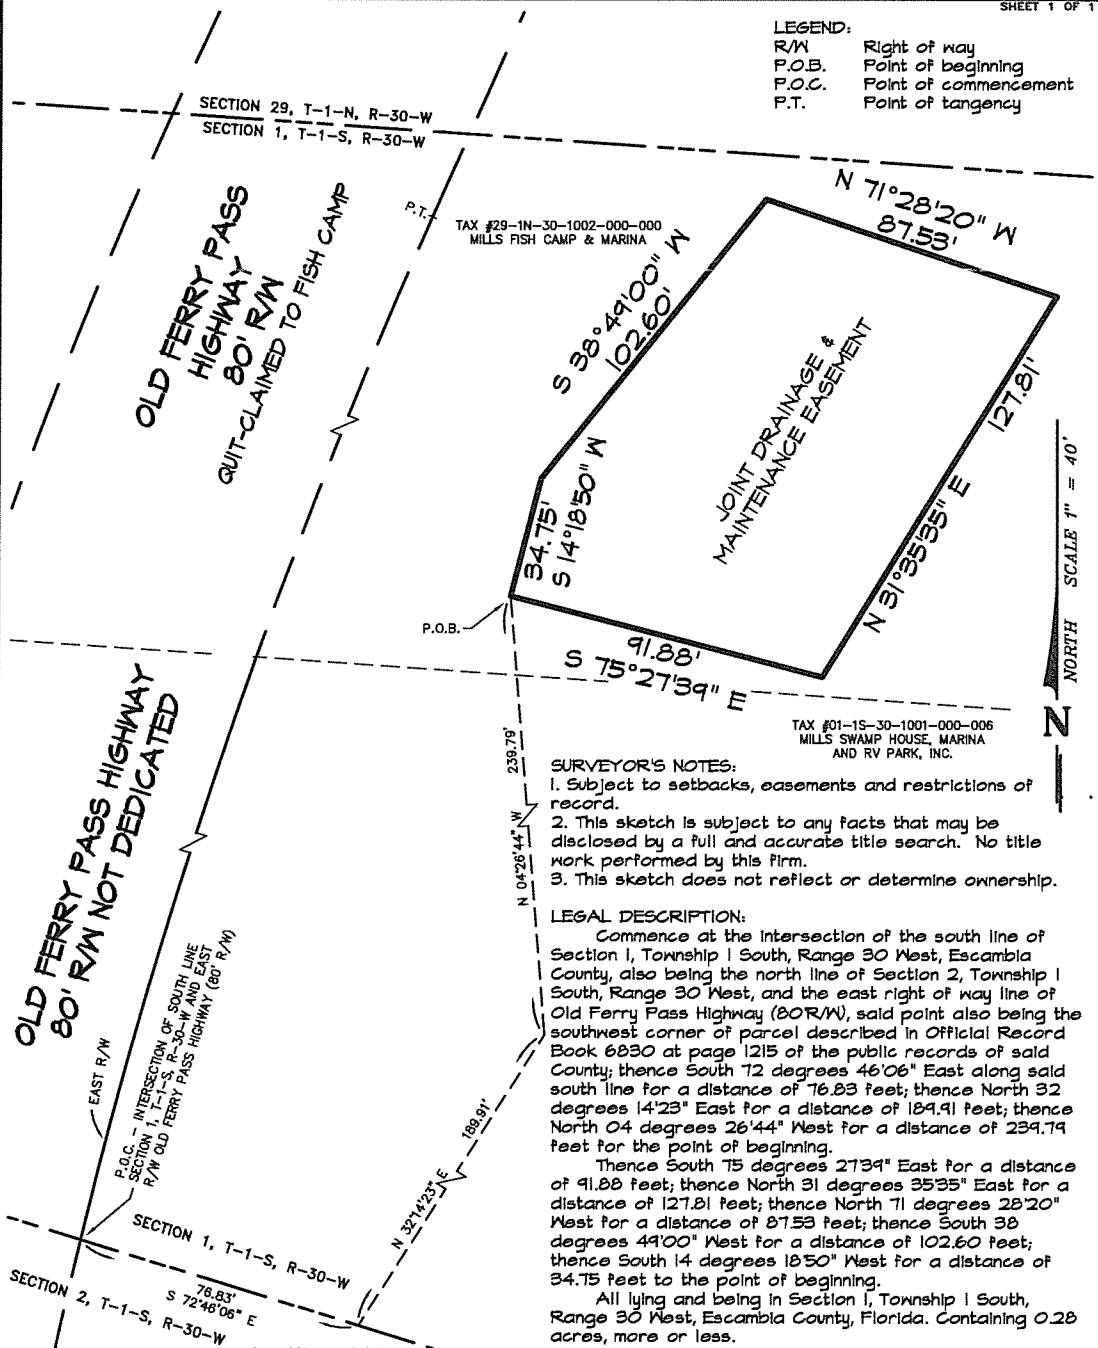 SHEET 1 OF 1
LEGEND:
R/W Right of way
P.O.B. Point of beginning
P.O.C. Point of commencement
P.T. Point of tangency
SECTION 29, T-1-N, R-30-W
SECTION 1, T-1-S, R-30-W
OLD FERRY PASS
HIGHWAY
80' R/W
QUIT-CLAIMED TO FISH CAMP
P.T.
TAX #29-1N-30-1002-000-000
MILLS FISH CAMP & MARINA
N 71°28'20" W
87.53'
S 38°49'00" W
102.60'
JOINT DRAINAGE &
MAINTENANCE EASEMENT
127.81'
N 31°35'35" E
34.75'
S 14°18'50" W
P.O.B.
91.88'
S 75°27'39" E
NORTH SCALE 1" = 40'
N
TAX #01-1S-30-1001-000-006
MILLS SWAMP HOUSE, MARINA
AND RV PARK, INC.
OLD FERRY PASS HIGHWAY
80' R/W NOT DEDICATED
239.79'
N 04°26'44" W
SURVEYOR'S NOTES:
1. Subject to setbacks, easements and restrictions of
record.
2. This sketch is subject to any facts that may be
disclosed by a full and accurate title search. No title
work performed by this firm.
3. This sketch does not reflect or determine ownership.
LEGAL DESCRIPTION:
Commence at the intersection of the south line of
Section 1, Township 1 South, Range 30 West, Escambia
County, also being the north line of Section 2, Township 1
South, Range 30 West, and the east right of way line of
Old Ferry Pass Highway (80'R/W), said point also being the
southwest corner of parcel described in Official Record
Book 6830 at page 1215 of the public records of said
County; thence South 72 degrees 46'06" East along said
south line for a distance of 76.83 feet; thence North 32
degrees 14'23" East for a distance of 189.91 feet; thence
North 04 degrees 26'44" West for a distance of 239.79
feet for the point of beginning.
Thence South 75 degrees 27'39" East for a distance
of 91.88 feet; thence North 31 degrees 35'35" East for a
distance of 127.81 feet; thence North 71 degrees 28'20"
West for a distance of 87.53 feet; thence South 38
degrees 49'00" West for a distance of 102.60 feet;
thence South 14 degrees 18'50" West for a distance of
34.75 feet to the point of beginning.
All lying and being in Section 1, Township 1 South,
Range 30 West, Escambia County, Florida. Containing 0.28
acres, more or less.
EAST R/W
P.O.C. - INTERSECTION OF SOUTH LINE
SECTION 1, T-1-S, R-30-W AND EAST
R/W OLD FERRY PASS HIGHWAY (80' R/W)
189.91'
N 32°14'23" E
SECTION 1, T-1-S, R-30-W
76.83'
S 72°46'06" E
SECTION 2, T-1-S, R-30-W